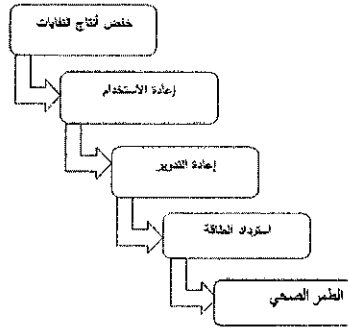 خفض أنتاج النفايات
إعادة الاستخدام
إعادة التدوير
استرداد الطاقة
الطمر الصحي